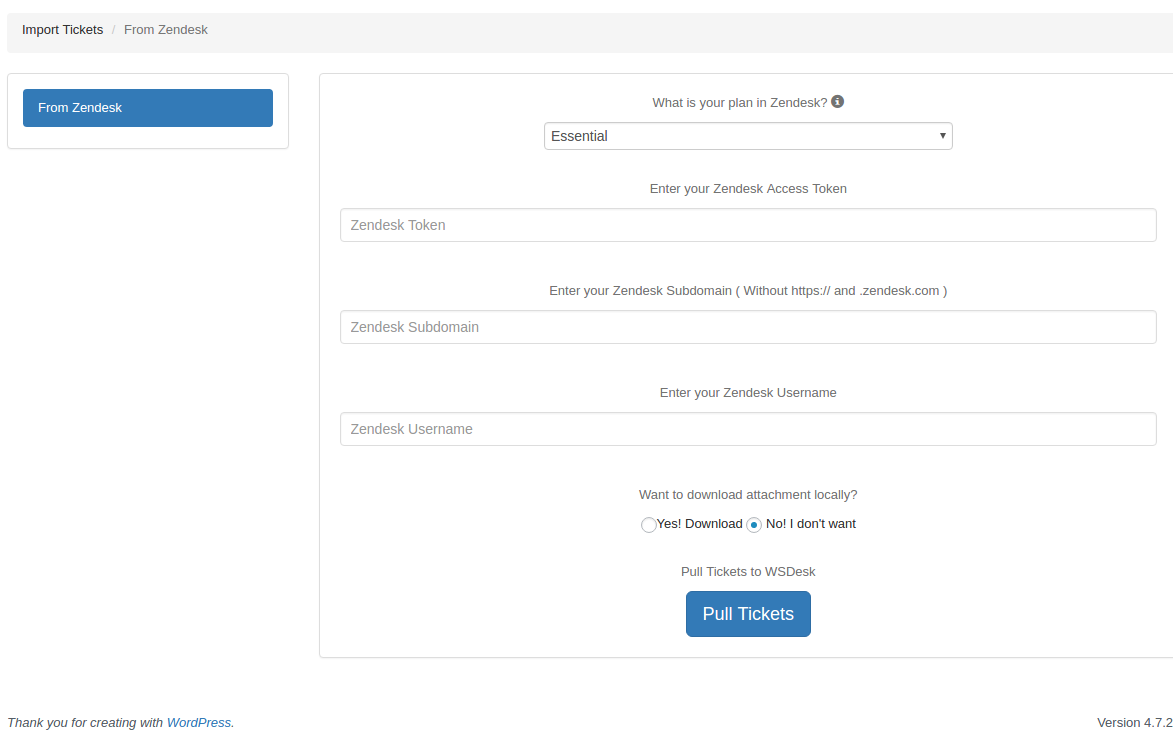 Import Tickets / From Zendesk
From Zendesk
What is your plan in Zendesk?
Essential
Enter your Zendesk Access Token
Zendesk Token
Enter your Zendesk Subdomain ( Without https:// and .zendesk.com )
Zendesk Subdomain
Enter your Zendesk Username
Zendesk Username
Want to download attachment locally?
Yes! Download No! I don't want
Pull Tickets to WSDesk
Pull Tickets
Thank you for creating with WordPress. Version 4.7.2